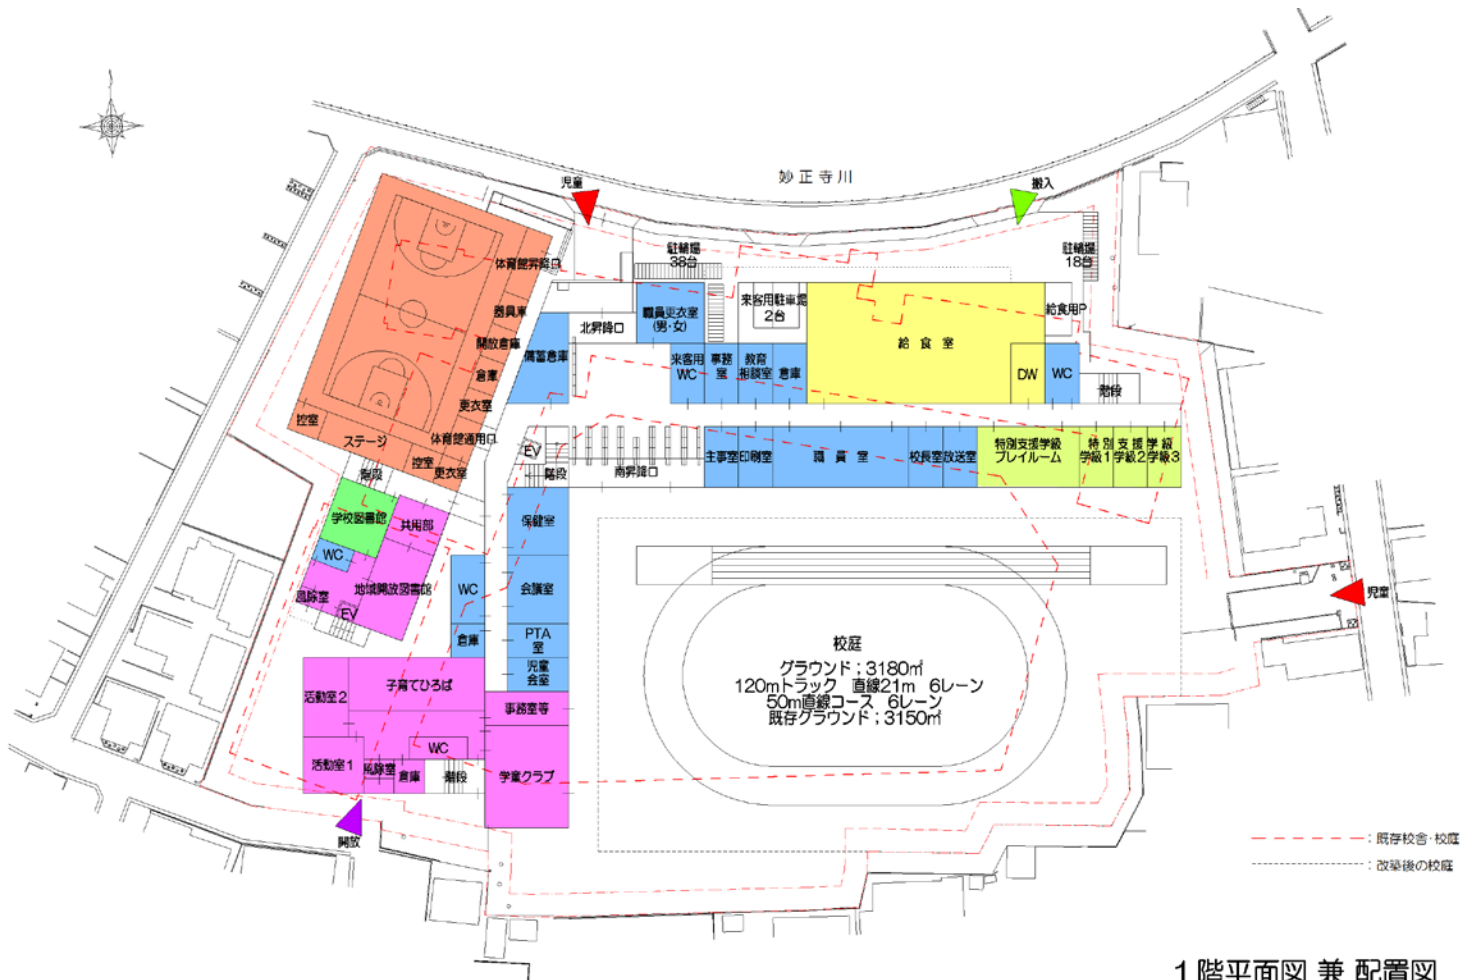 妙正寺川
児童
搬入
駐輪場
38台
駐輪場
18台
体育館昇降口
器具庫
開放倉庫
倉庫
更衣室
体育館通用口
控室
ステージ
控室
更衣室
階段
備蓄倉庫
北昇降口
職員更衣室
(男・女)
来客用駐車場
2台
給食用P
来客用
WC
事務
室
教育
相談室
倉庫
給食室
DW
WC
階段
EV
階段
南昇降口
主事室
印刷室
職員室
校長室
放送室
特別支援学級
プレイルーム
特別
学級1
支援
学級2
学級
学級3
学校図書館
共用部
WC
地域開放図書館
風除室
EV
保健室
会議室
WC
倉庫
PTA
室
児童
会室
事務室等
学童クラブ
子育てひろば
活動室2
活動室1
WC
風除室
倉庫
階段
開放
児童
校庭
グラウンド;3180㎡
120mトラック 直線21m 6レーン
50m直線コース 6レーン
既存グラウンド;3150㎡
:既存校舎・校庭
:改築後の校庭
1階平面図 兼 配置図